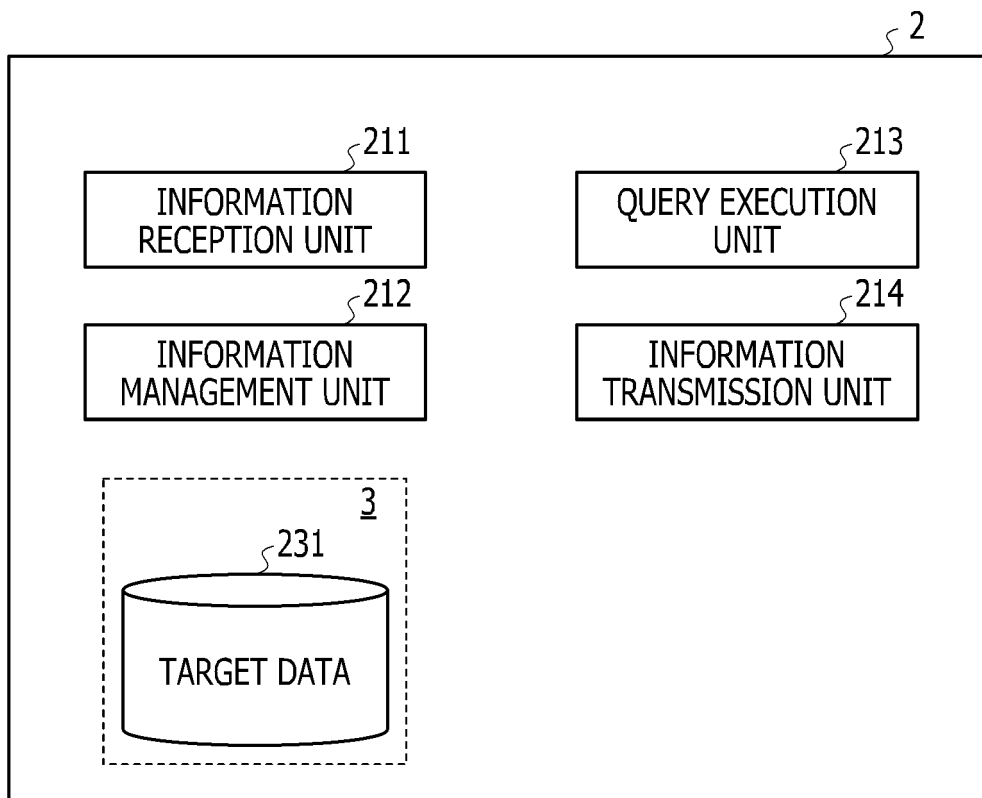 2
211
INFORMATION
RECEPTION UNIT
213
QUERY EXECUTION
UNIT
212
INFORMATION
MANAGEMENT UNIT
214
INFORMATION
TRANSMISSION UNIT
3
231
TARGET DATA